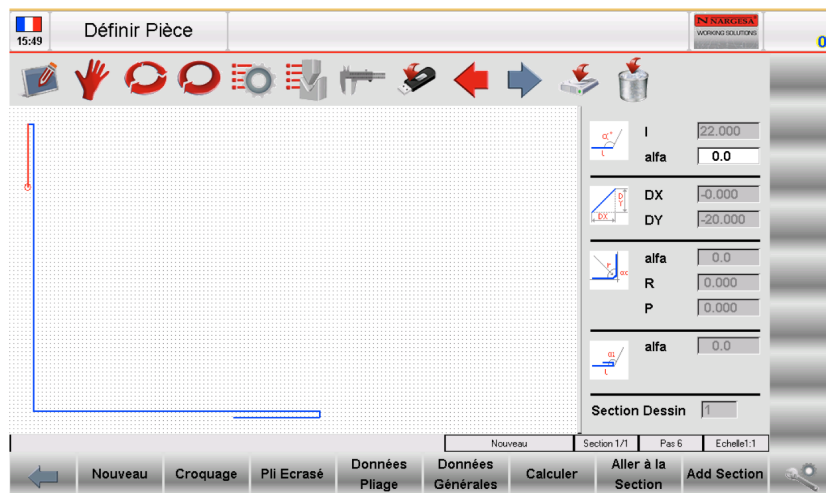 15:49
Définir Pièce
N NARGESA
WORKING SOLUTIONS
0
α°
l
l 22.000
alfa 0.0
D
Y
DX
DX -0.000
DY -20.000
r
alfa 0.0
R 0.000
P 0.000
α1
l
alfa 0.0
Section Dessin 1
Nouveau Section 1/1 Pas 6 Echelle1:1
Nouveau Croquage Pli Ecrasé Données Pliage Données Générales Calculer Aller à la Section Add Section